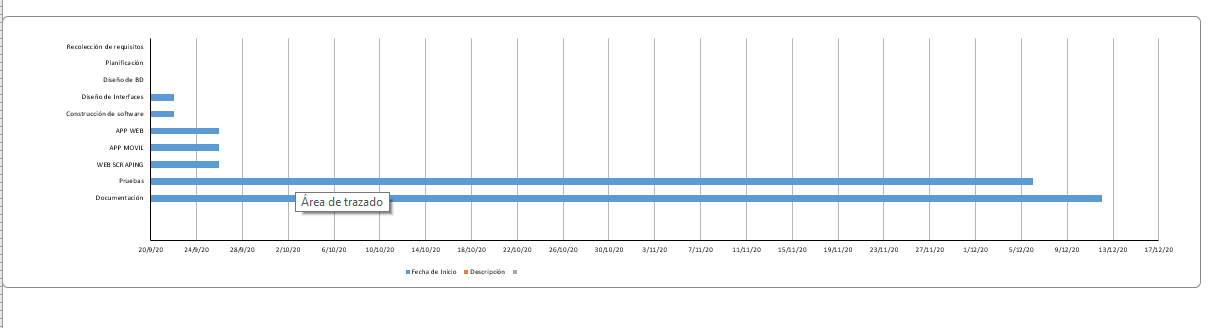 Recolección de requisitos
Planificación
Diseño de BD
Diseño de Interfaces
Construcción de software
APP WEB
APP MOVIL
WEB SCRAPING
Pruebas
Documentación
Área de trazado
20/9/20 24/9/20 28/9/20 2/10/20 6/10/20 10/10/20 14/10/20 18/10/20 22/10/20 26/10/20 30/10/20 3/11/20 7/11/20 11/11/20 15/11/20 19/11/20 23/11/20 27/11/20 1/12/20 5/12/20 9/12/20 13/12/20 17/12/20
Fecha de Inicio Descripción